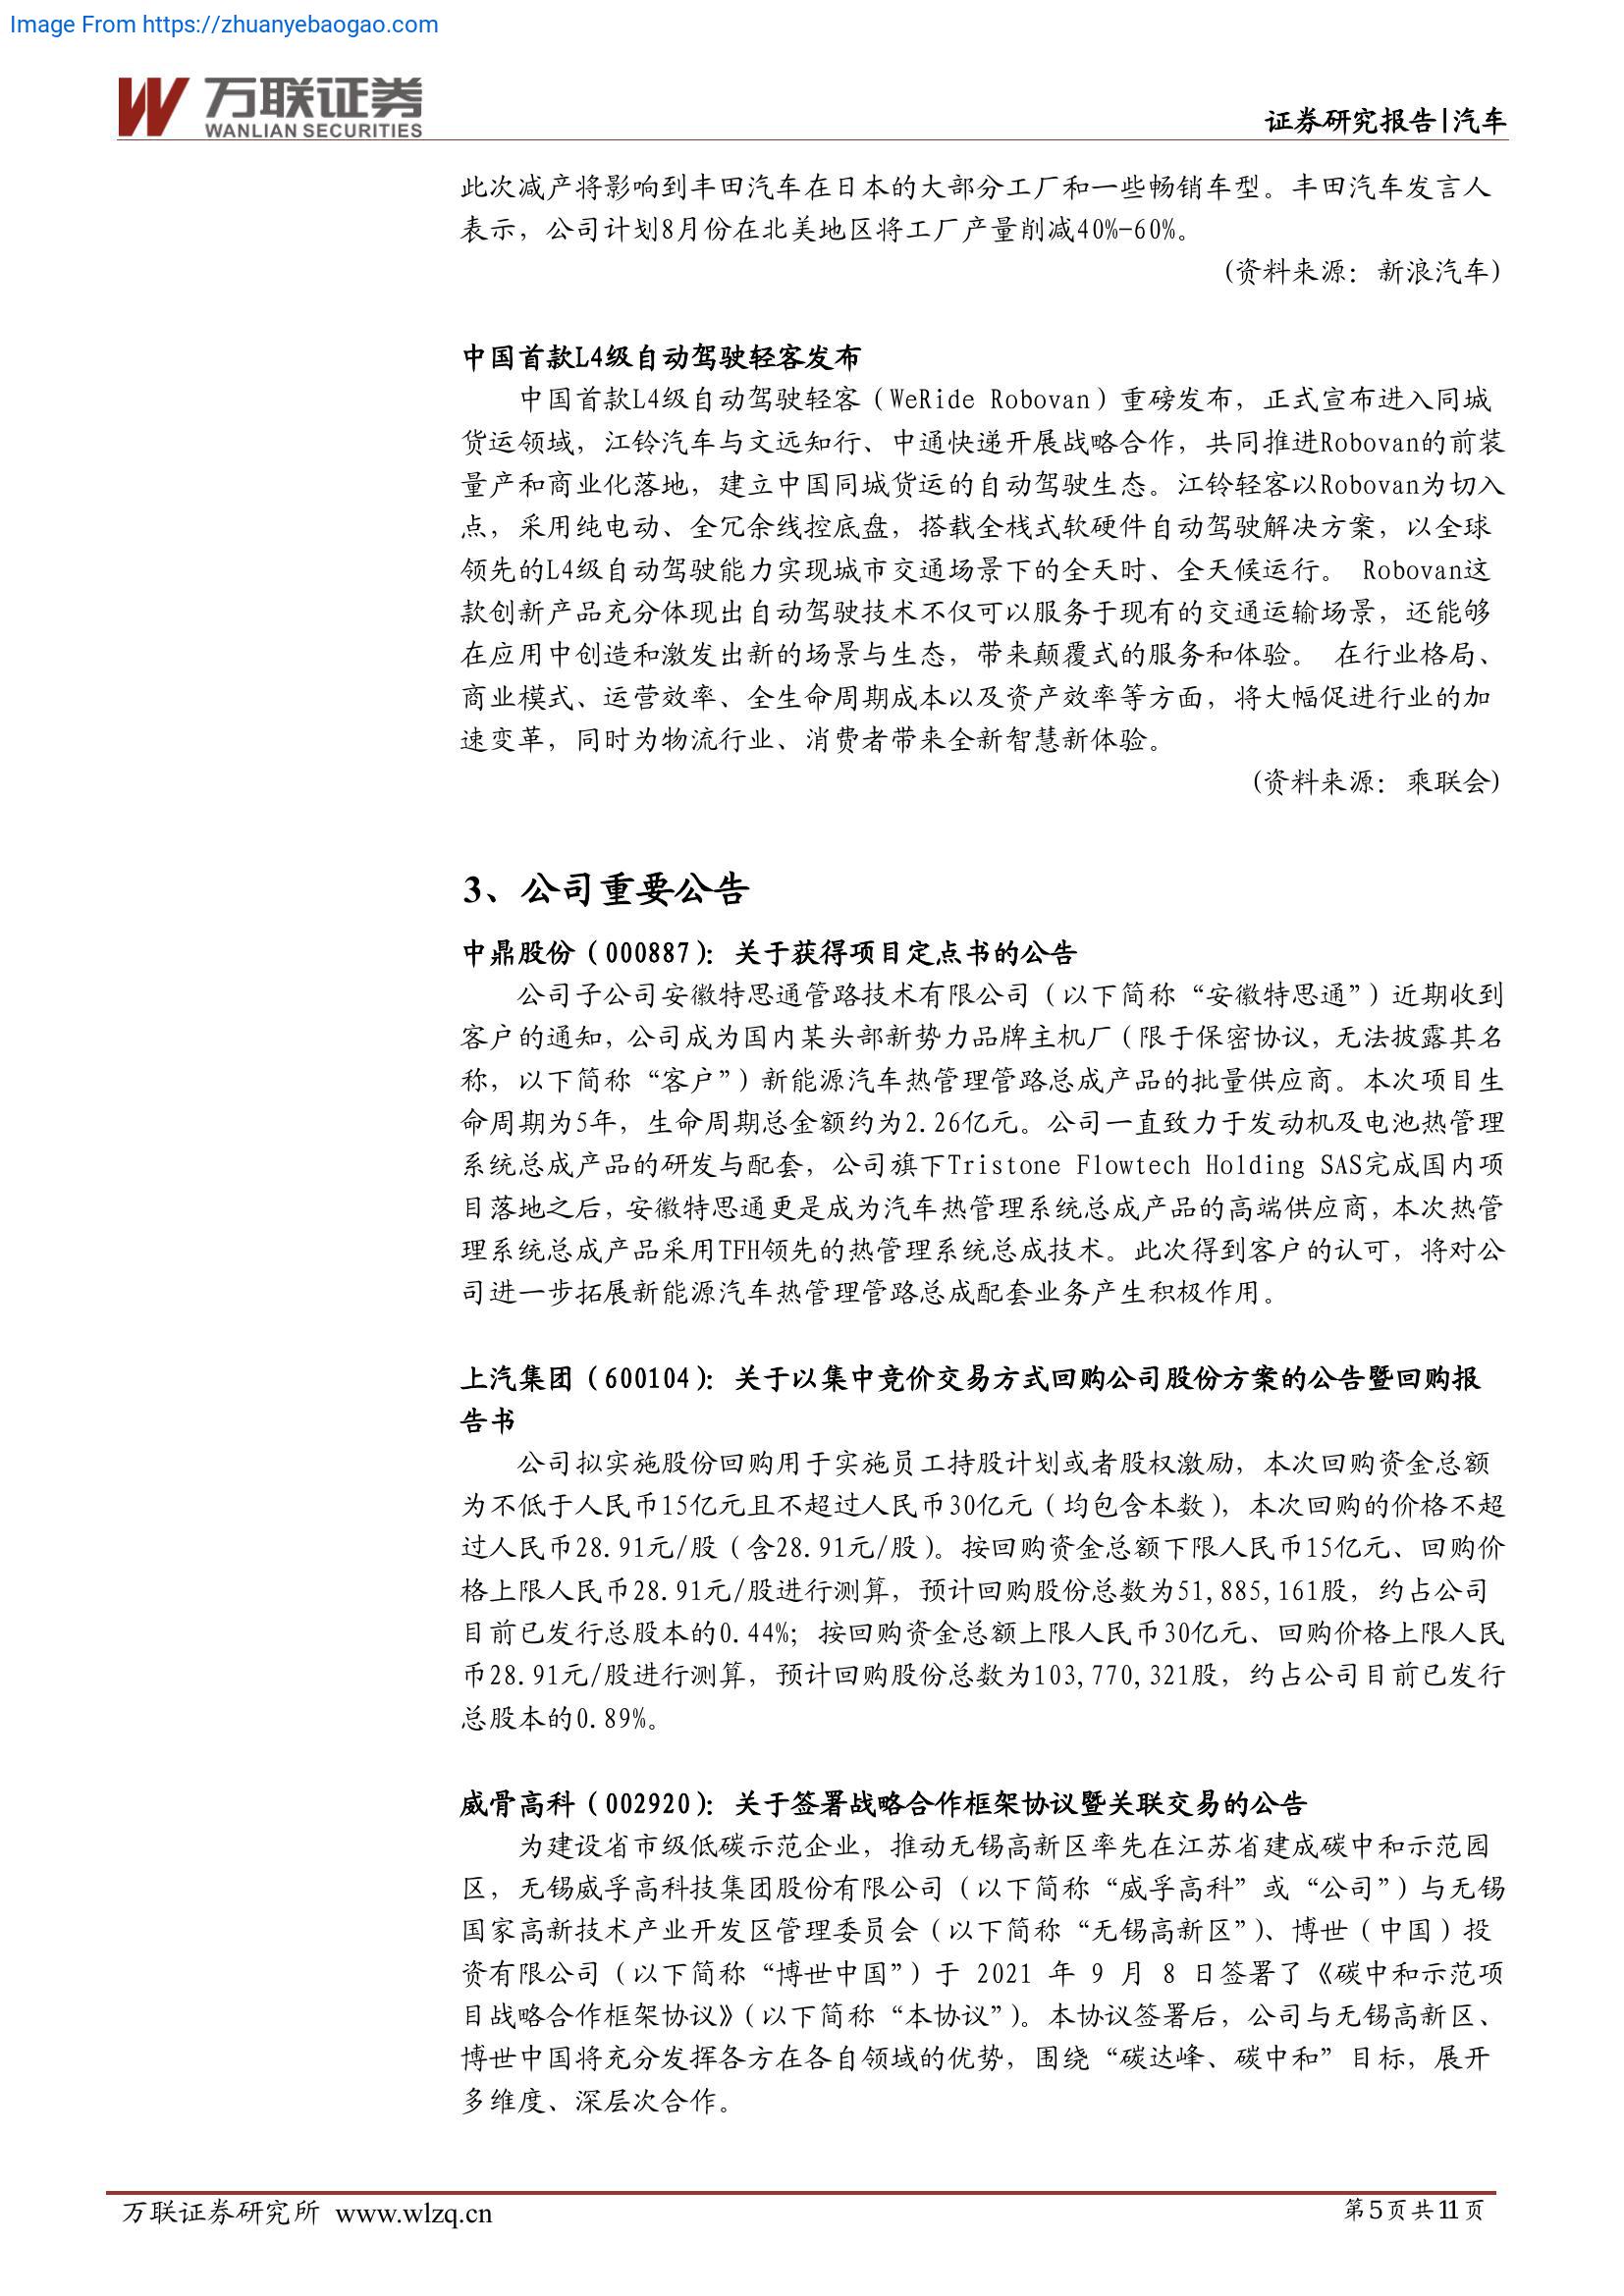 Image From https://zhuanyebaogao.com
万联证券
WANLIAN SECURITIES
证券研究报告|汽车
此次减产将影响到丰田汽车在日本的大部分工厂和一些畅销车型。丰田汽车发言人
表示，公司计划8月份在北美地区将工厂产量削减40%-60%。
(资料来源：新浪汽车)
中国首款L4级自动驾驶轻客发布
中国首款L4级自动驾驶轻客（WeRide Robovan）重磅发布，正式宣布进入同城
货运领域，江铃汽车与文远知行、中通快递开展战略合作，共同推进Robovan的前装
量产和商业化落地，建立中国同城货运的自动驾驶生态。江铃轻客以Robovan为切入
点，采用纯电动、全冗余线控底盘，搭载全栈式软硬件自动驾驶解决方案，以全球
领先的L4级自动驾驶能力实现城市交通场景下的全天时、全天候运行。 Robovan这
款创新产品充分体现出自动驾驶技术不仅可以服务于现有的交通运输场景，还能够
在应用中创造和激发出新的场景与生态，带来颠覆式的服务和体验。 在行业格局、
商业模式、运营效率、全生命周期成本以及资产效率等方面，将大幅促进行业的加
速变革，同时为物流行业、消费者带来全新智慧新体验。
(资料来源：乘联会)
3、公司重要公告
中鼎股份（000887）：关于获得项目定点书的公告
公司子公司安徽特思通管路技术有限公司（以下简称“安徽特思通”）近期收到
客户的通知，公司成为国内某头部新势力品牌主机厂（限于保密协议，无法披露其名
称，以下简称“客户”）新能源汽车热管理管路总成产品的批量供应商。本次项目生
命周期为5年，生命周期总金额约为2.26亿元。公司一直致力于发动机及电池热管理
系统总成产品的研发与配套，公司旗下Tristone Flowtech Holding SAS完成国内项
目落地之后，安徽特思通更是成为汽车热管理系统总成产品的高端供应商，本次热管
理系统总成产品采用TFH领先的热管理系统总成技术。此次得到客户的认可，将对公
司进一步拓展新能源汽车热管理管路总成配套业务产生积极作用。
上汽集团（600104）：关于以集中竞价交易方式回购公司股份方案的公告暨回购报
告书
公司拟实施股份回购用于实施员工持股计划或者股权激励，本次回购资金总额
为不低于人民币15亿元且不超过人民币30亿元（均包含本数），本次回购的价格不超
过人民币28.91元/股（含28.91元/股）。按回购资金总额下限人民币15亿元、回购价
格上限人民币28.91元/股进行测算，预计回购股份总数为51,885,161股，约占公司
目前已发行总股本的0.44%；按回购资金总额上限人民币30亿元、回购价格上限人民
币28.91元/股进行测算，预计回购股份总数为103,770,321股，约占公司目前已发行
总股本的0.89%。
威骨高科（002920）：关于签署战略合作框架协议暨关联交易的公告
为建设省市级低碳示范企业，推动无锡高新区率先在江苏省建成碳中和示范园
区，无锡威孚高科技集团股份有限公司（以下简称“威孚高科”或“公司”）与无锡
国家高新技术产业开发区管理委员会（以下简称“无锡高新区”）、博世（中国）投
资有限公司（以下简称“博世中国”）于 2021 年 9 月 8 日签署了《碳中和示范项
目战略合作框架协议》（以下简称“本协议”）。本协议签署后，公司与无锡高新区、
博世中国将充分发挥各方在各自领域的优势，围绕“碳达峰、碳中和”目标，展开
多维度、深层次合作。
万联证券研究所 www.wlzq.cn
第5页共11页